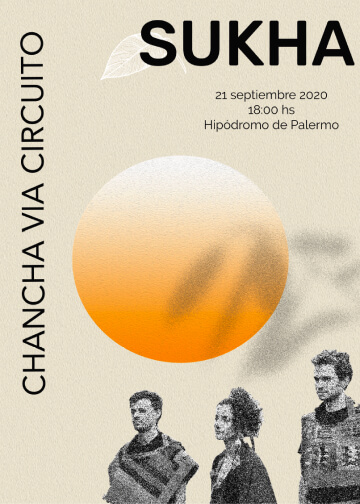 SUKHA
21 septiembre 2020
18:00 hs
Hipódromo de Palermo
CHANCHA VIA CIRCUITO